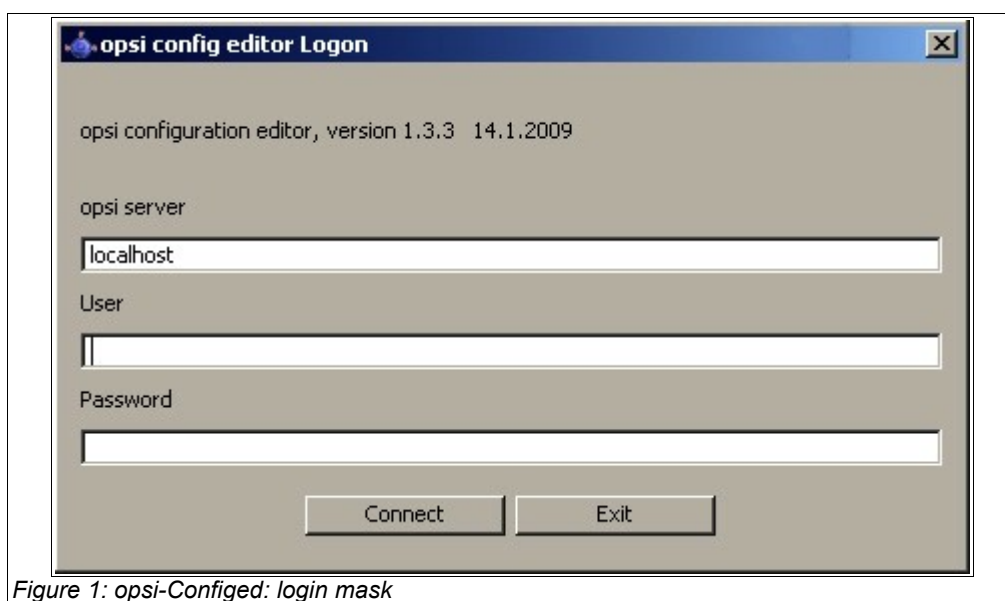 opsi config editor Logon
opsi configuration editor, version 1.3.3 14.1.2009
opsi server
localhost
User
Password
Connect Exit
Figure 1: opsi-Configed: login mask